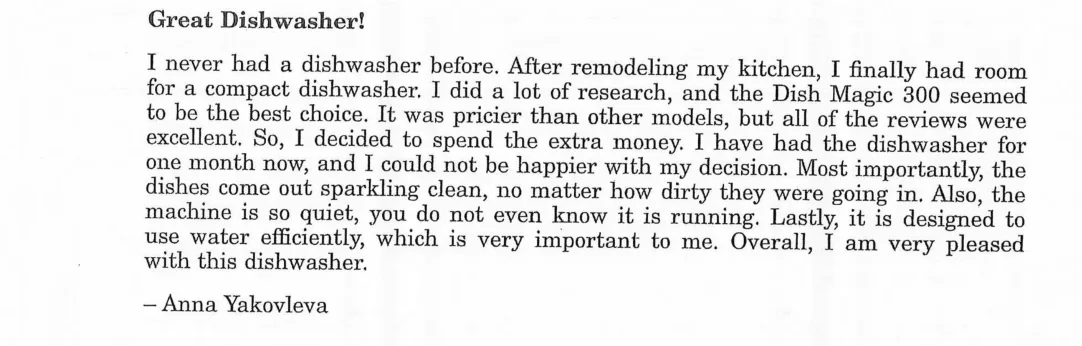 Great Dishwasher!
I never had a dishwasher before. After remodeling my kitchen, I finally had room
for a compact dishwasher. I did a lot of research, and the Dish Magic 300 seemed
to be the best choice. It was pricier than other models, but all of the reviews were
excellent. So, I decided to spend the extra money. I have had the dishwasher for
one month now, and I could not be happier with my decision. Most importantly, the
dishes come out sparkling clean, no matter how dirty they were going in. Also, the
machine is so quiet, you do not even know it is running. Lastly, it is designed to
use water efficiently, which is very important to me. Overall, I am very pleased
with this dishwasher.
– Anna Yakovleva